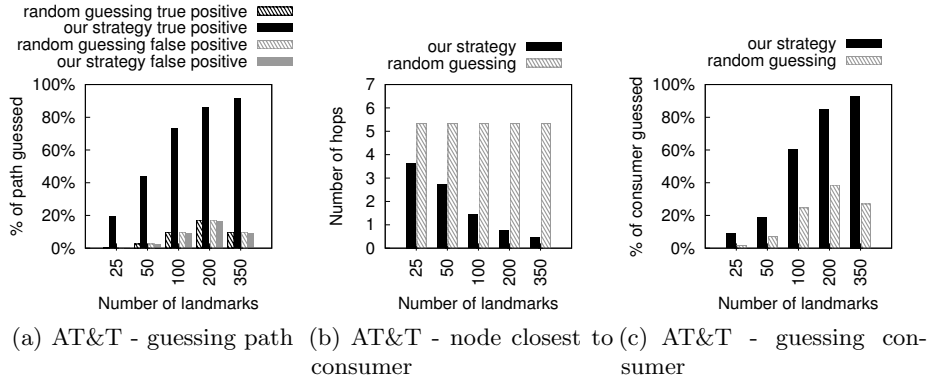 random guessing true positive
our strategy true positive
random guessing false positive
our strategy false positive
100%
80%
60%
40%
20%
0%
% of path guessed
25
50
100
200
350
Number of landmarks
(a) AT&T - guessing path
our strategy
random guessing
7
6
5
4
3
2
1
0
Number of hops
25
50
100
200
350
Number of landmarks
(b) AT&T - node closest to
consumer
our strategy
random guessing
100%
80%
60%
40%
20%
0%
% of consumer guessed
25
50
100
200
350
Number of landmarks
(c) AT&T - guessing con-
sumer